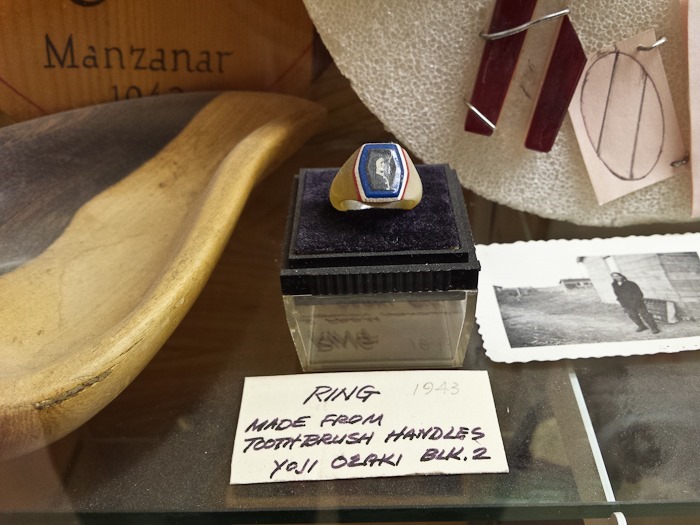 Manzanar
RING 1943
MADE FROM
TOOTHBRUSH HANDLES
YOJI OZAKI BLK.2